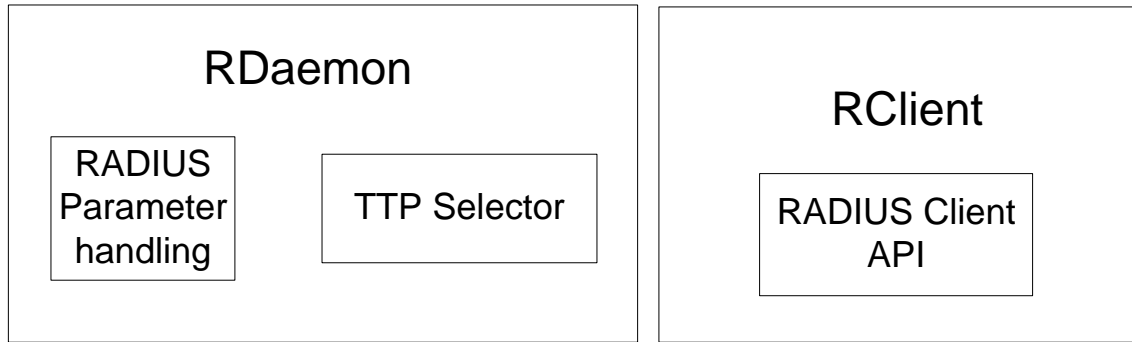 RDaemon
RADIUS
Parameter
handling
TTP Selector
RClient
RADIUS Client
API